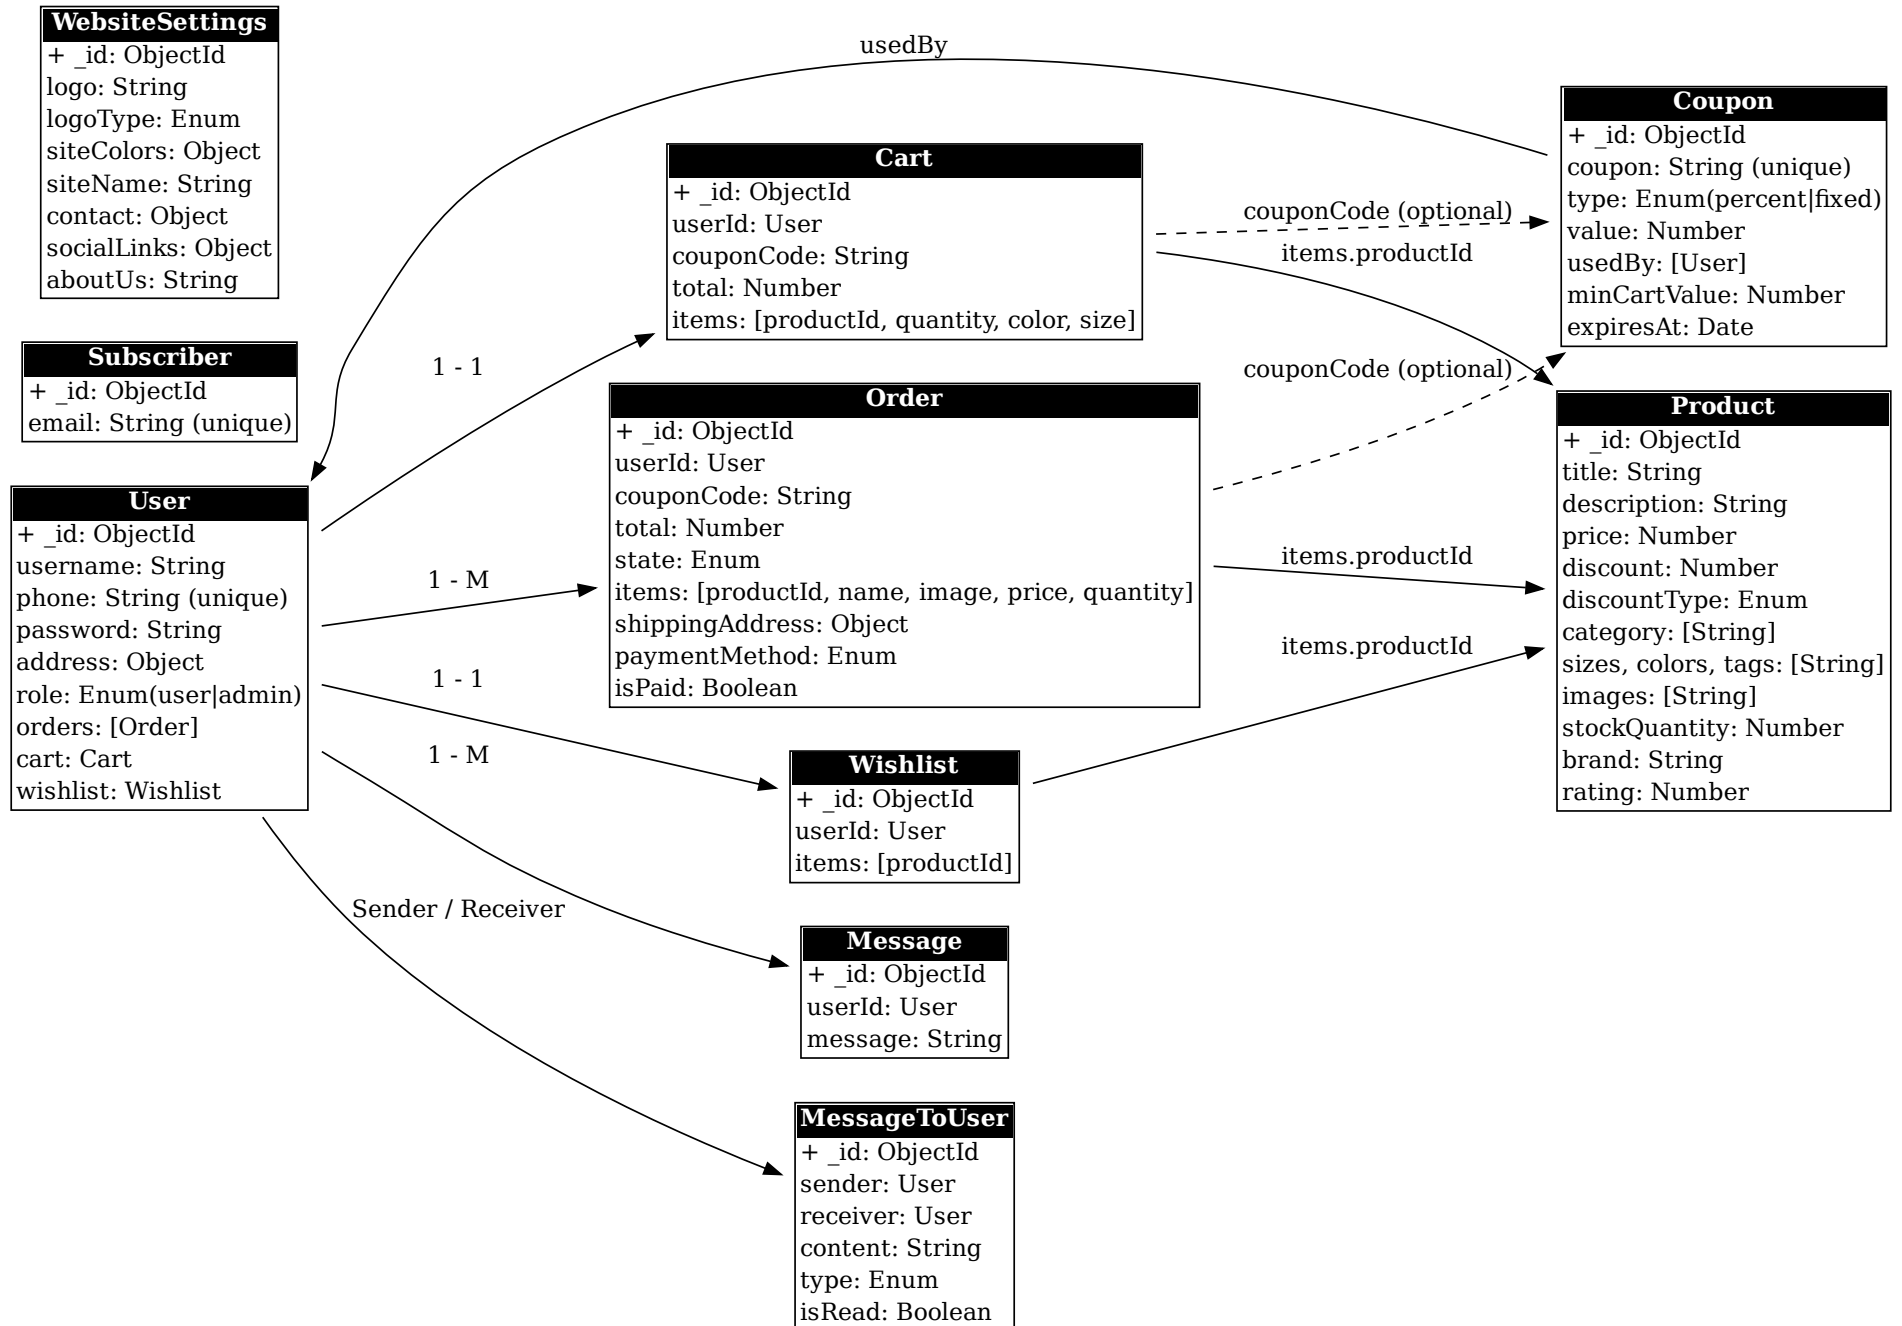 WebsiteSettings
+ _id: ObjectId
logo: String
logoType: Enum
siteColors: Object
siteName: String
contact: Object
socialLinks: Object
aboutUs: String
Subscriber
+ _id: ObjectId
email: String (unique)
User
+ _id: ObjectId
username: String
phone: String (unique)
password: String
address: Object
role: Enum(user|admin)
orders: [Order]
cart: Cart
wishlist: Wishlist
usedBy
1 - 1
1 - M
1 - 1
1 - M
Sender / Receiver
Cart
+ _id: ObjectId
userId: User
couponCode: String
total: Number
items: [productId, quantity, color, size]
Order
+ _id: ObjectId
userId: User
couponCode: String
total: Number
state: Enum
items: [productId, name, image, price, quantity]
shippingAddress: Object
paymentMethod: Enum
isPaid: Boolean
Wishlist
+ _id: ObjectId
userId: User
items: [productId]
Message
+ _id: ObjectId
userId: User
message: String
MessageToUser
+ _id: ObjectId
sender: User
receiver: User
content: String
type: Enum
isRead: Boolean
couponCode (optional)
items.productId
couponCode (optional)
items.productId
items.productId
Coupon
+ _id: ObjectId
coupon: String (unique)
type: Enum(percent|fixed)
value: Number
usedBy: [User]
minCartValue: Number
expiresAt: Date
Product
+ _id: ObjectId
title: String
description: String
price: Number
discount: Number
discountType: Enum
category: [String]
sizes, colors, tags: [String]
images: [String]
stockQuantity: Number
brand: String
rating: Number